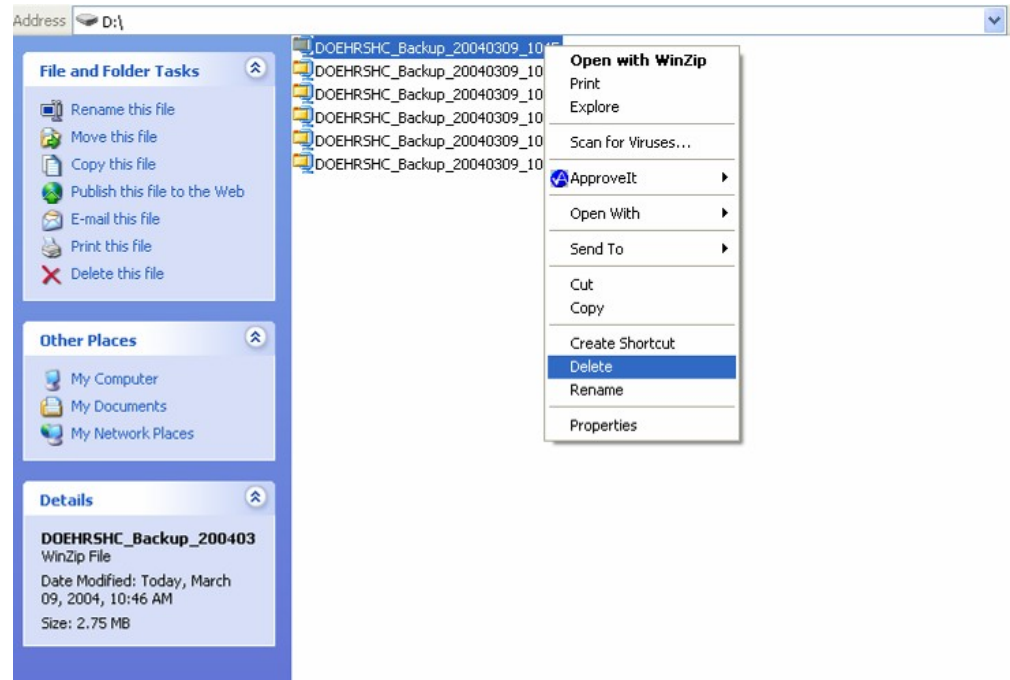 Address D:\
File and Folder Tasks
Rename this file
Move this file
Copy this file
Publish this file to the Web
E-mail this file
Print this file
Delete this file
Other Places
My Computer
My Documents
My Network Places
Details
DOEHRSHC_Backup_200403
WinZip File
Date Modified: Today, March
09, 2004, 10:46 AM
Size: 2.75 MB
DOEHRSHC_Backup_20040309_104
DOEHRSHC_Backup_20040309_10
DOEHRSHC_Backup_20040309_10
DOEHRSHC_Backup_20040309_10
DOEHRSHC_Backup_20040309_10
DOEHRSHC_Backup_20040309_10
Open with WinZip
Print
Explore
Scan for Viruses...
ApproveIt
Open With
Send To
Cut
Copy
Create Shortcut
Delete
Rename
Properties